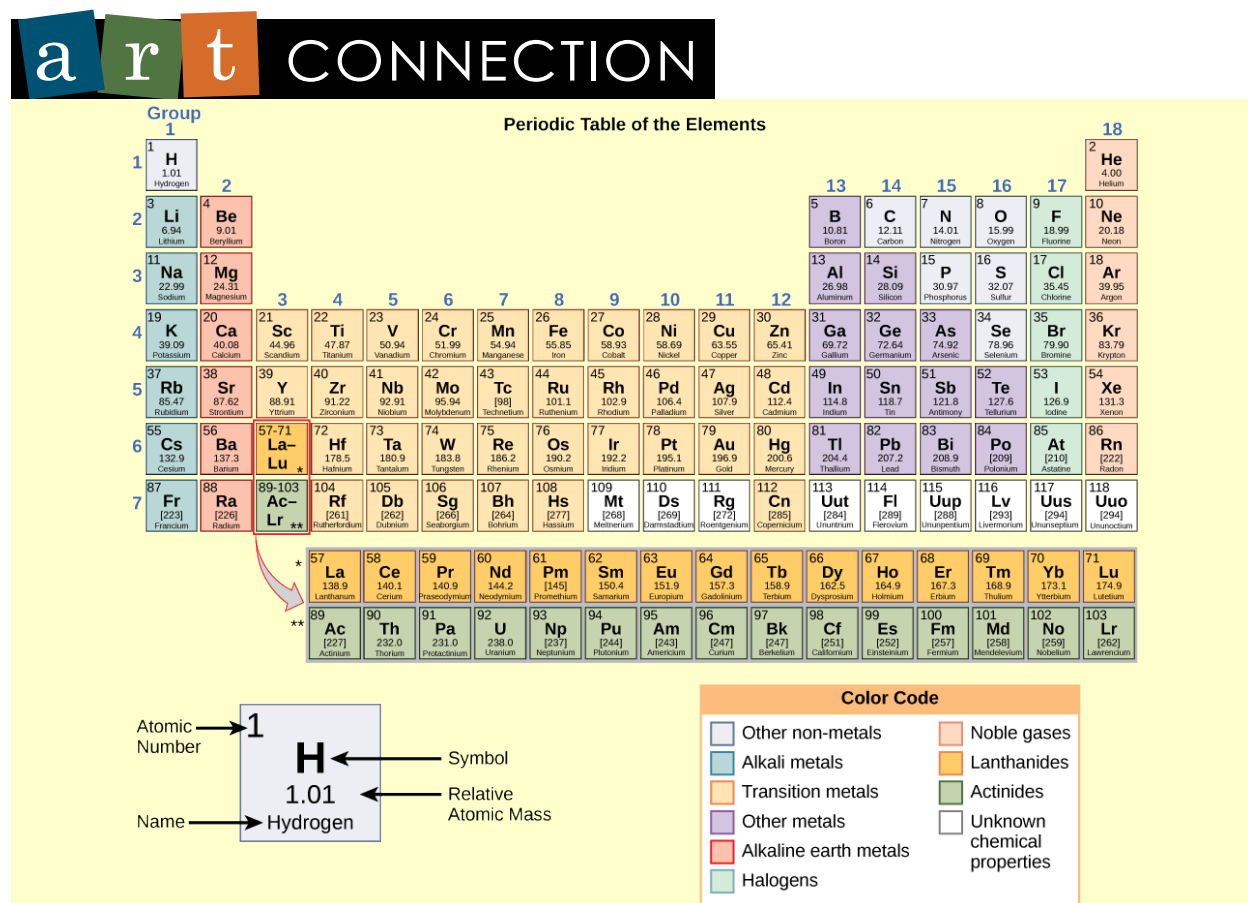 art CONNECTION
Periodic Table of the Elements
Group
1 18
1 H 1.01 Hydrogen
2 He 4.00 Helium
2 13 14 15 16 17
1
3 Li 6.94 Lithium
4 Be 9.01 Beryllium
5 B 10.81 Boron
6 C 12.11 Carbon
7 N 14.01 Nitrogen
8 O 15.99 Oxygen
9 F 18.99 Fluorine
10 Ne 20.18 Neon
2
11 Na 22.99 Sodium
12 Mg 24.31 Magnesium
13 Al 26.98 Aluminum
14 Si 28.09 Silicon
15 P 30.97 Phosphorus
16 S 32.07 Sulfur
17 Cl 35.45 Chlorine
18 Ar 39.95 Argon
3
3 4 5 6 7 8 9 10 11 12
4
19 K 39.09 Potassium
20 Ca 40.08 Calcium
21 Sc 44.96 Scandium
22 Ti 47.87 Titanium
23 V 50.94 Vanadium
24 Cr 51.99 Chromium
25 Mn 54.94 Manganese
26 Fe 55.85 Iron
27 Co 58.93 Cobalt
28 Ni 58.69 Nickel
29 Cu 63.55 Copper
30 Zn 65.41 Zinc
31 Ga 69.72 Gallium
32 Ge 72.64 Germanium
33 As 74.92 Arsenic
34 Se 78.96 Selenium
35 Br 79.90 Bromine
36 Kr 83.79 Krypton
5
37 Rb 85.47 Rubidium
38 Sr 87.62 Strontium
39 Y 88.91 Yttrium
40 Zr 91.22 Zirconium
41 Nb 92.91 Niobium
42 Mo 95.94 Molybdenum
43 Tc [98] Technetium
44 Ru 101.1 Ruthenium
45 Rh 102.9 Rhodium
46 Pd 106.4 Palladium
47 Ag 107.9 Silver
48 Cd 112.4 Cadmium
49 In 114.8 Indium
50 Sn 118.7 Tin
51 Sb 121.8 Antimony
52 Te 127.6 Tellurium
53 I 126.9 Iodine
54 Xe 131.3 Xenon
6
55 Cs 132.9 Cesium
56 Ba 137.3 Barium
57-71 La–Lu *
72 Hf 178.5 Hafnium
73 Ta 180.9 Tantalum
74 W 183.8 Tungsten
75 Re 186.2 Rhenium
76 Os 190.2 Osmium
77 Ir 192.2 Iridium
78 Pt 195.1 Platinum
79 Au 196.9 Gold
80 Hg 200.6 Mercury
81 Tl 204.4 Thallium
82 Pb 207.2 Lead
83 Bi 208.9 Bismuth
84 Po [209] Polonium
85 At [210] Astatine
86 Rn [222] Radon
7
87 Fr [223] Francium
88 Ra [226] Radium
89-103 Ac–Lr **
104 Rf [261] Rutherfordium
105 Db [262] Dubnium
106 Sg [266] Seaborgium
107 Bh [264] Bohrium
108 Hs [277] Hassium
109 Mt [268] Meitnerium
110 Ds [269] Darmstadtium
111 Rg [272] Roentgenium
112 Cn [285] Copernicium
113 Uut [284] Ununtrium
114 Fl [289] Flerovium
115 Uup [288] Ununpentium
116 Lv [293] Livermorium
117 Uus [294] Ununseptium
118 Uuo [294] Ununoctium
*
57 La 138.9 Lanthanum
58 Ce 140.1 Cerium
59 Pr 140.9 Praseodymium
60 Nd 144.2 Neodymium
61 Pm [145] Promethium
62 Sm 150.4 Samarium
63 Eu 151.9 Europium
64 Gd 157.3 Gadolinium
65 Tb 158.9 Terbium
66 Dy 162.5 Dysprosium
67 Ho 164.9 Holmium
68 Er 167.3 Erbium
69 Tm 168.9 Thulium
70 Yb 173.1 Ytterbium
71 Lu 174.9 Lutetium
**
89 Ac [227] Actinium
90 Th 232.0 Thorium
91 Pa 231.0 Protactinium
92 U 238.0 Uranium
93 Np [237] Neptunium
94 Pu [244] Plutonium
95 Am [243] Americium
96 Cm [247] Curium
97 Bk [247] Berkelium
98 Cf [251] Californium
99 Es [252] Einsteinium
100 Fm [257] Fermium
101 Md [258] Mendelevium
102 No [259] Nobelium
103 Lr [262] Lawrencium
Atomic
Number
1
H
Symbol
1.01
Relative
Atomic Mass
Name
Hydrogen
Color Code
Other non-metals
Alkali metals
Transition metals
Other metals
Alkaline earth metals
Halogens
Noble gases
Lanthanides
Actinides
Unknown
chemical
properties